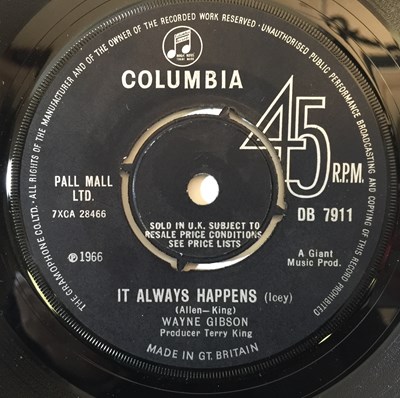 THE GRAMOPHONE CO. LTD. - ALL RIGHTS OF THE MANUFACTURER AND OF THE OWNER OF THE RECORDED WORK RESERVED - UNAUTHORISED PUBLIC PERFORMANCE BROADCASTING AND COPYING OF THIS RECORD PROHIBITED
COLUMBIA
45
R.P.M.
PALL MALL
LTD.
7XCA 28466
DB 7911
SOLD IN U.K. SUBJECT TO
RESALE PRICE CONDITIONS
SEE PRICE LISTS
℗ 1966
A Giant
Music Prod.
IT ALWAYS HAPPENS (Icey)
(Allen—King)
WAYNE GIBSON
Producer Terry King
MADE IN GT. BRITAIN